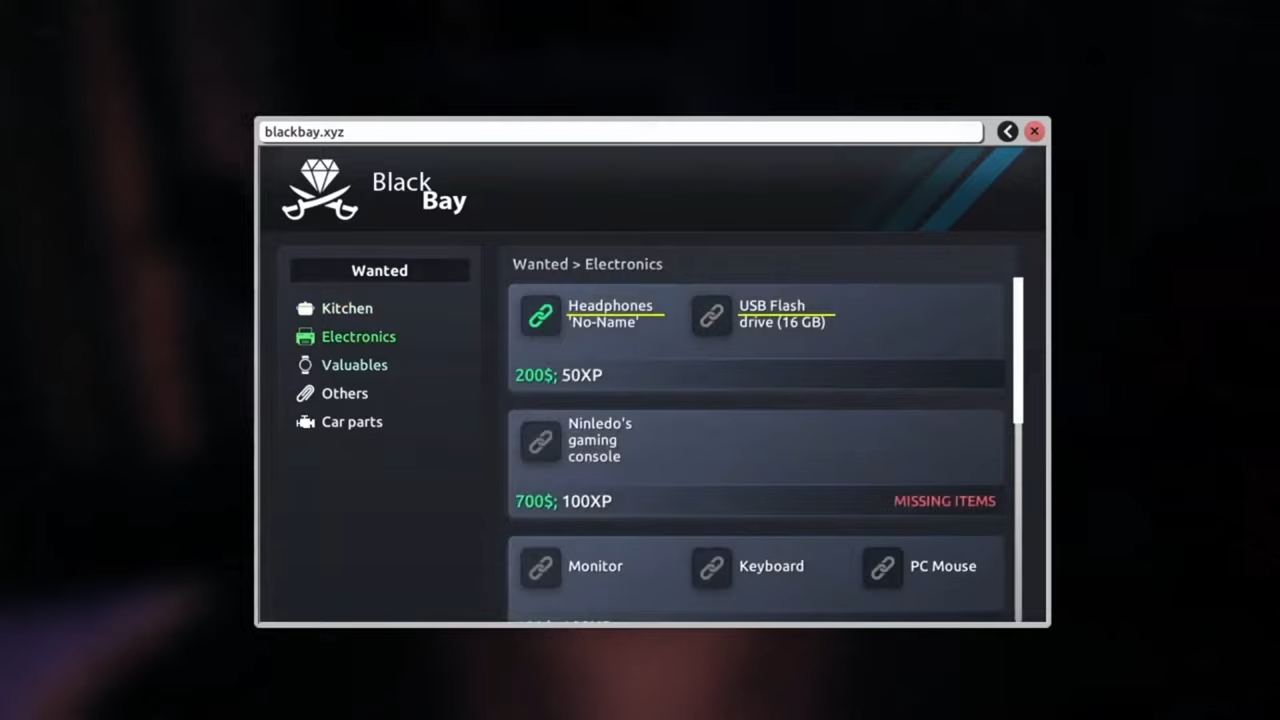 blackbay.xyz
Black
Bay
Wanted
Kitchen
Electronics
Valuables
Others
Car parts
Wanted > Electronics
Headphones
'No-Name'
USB Flash
drive (16 GB)
200$; 50XP
Ninledo's
gaming
console
700$; 100XP
MISSING ITEMS
Monitor
Keyboard
PC Mouse